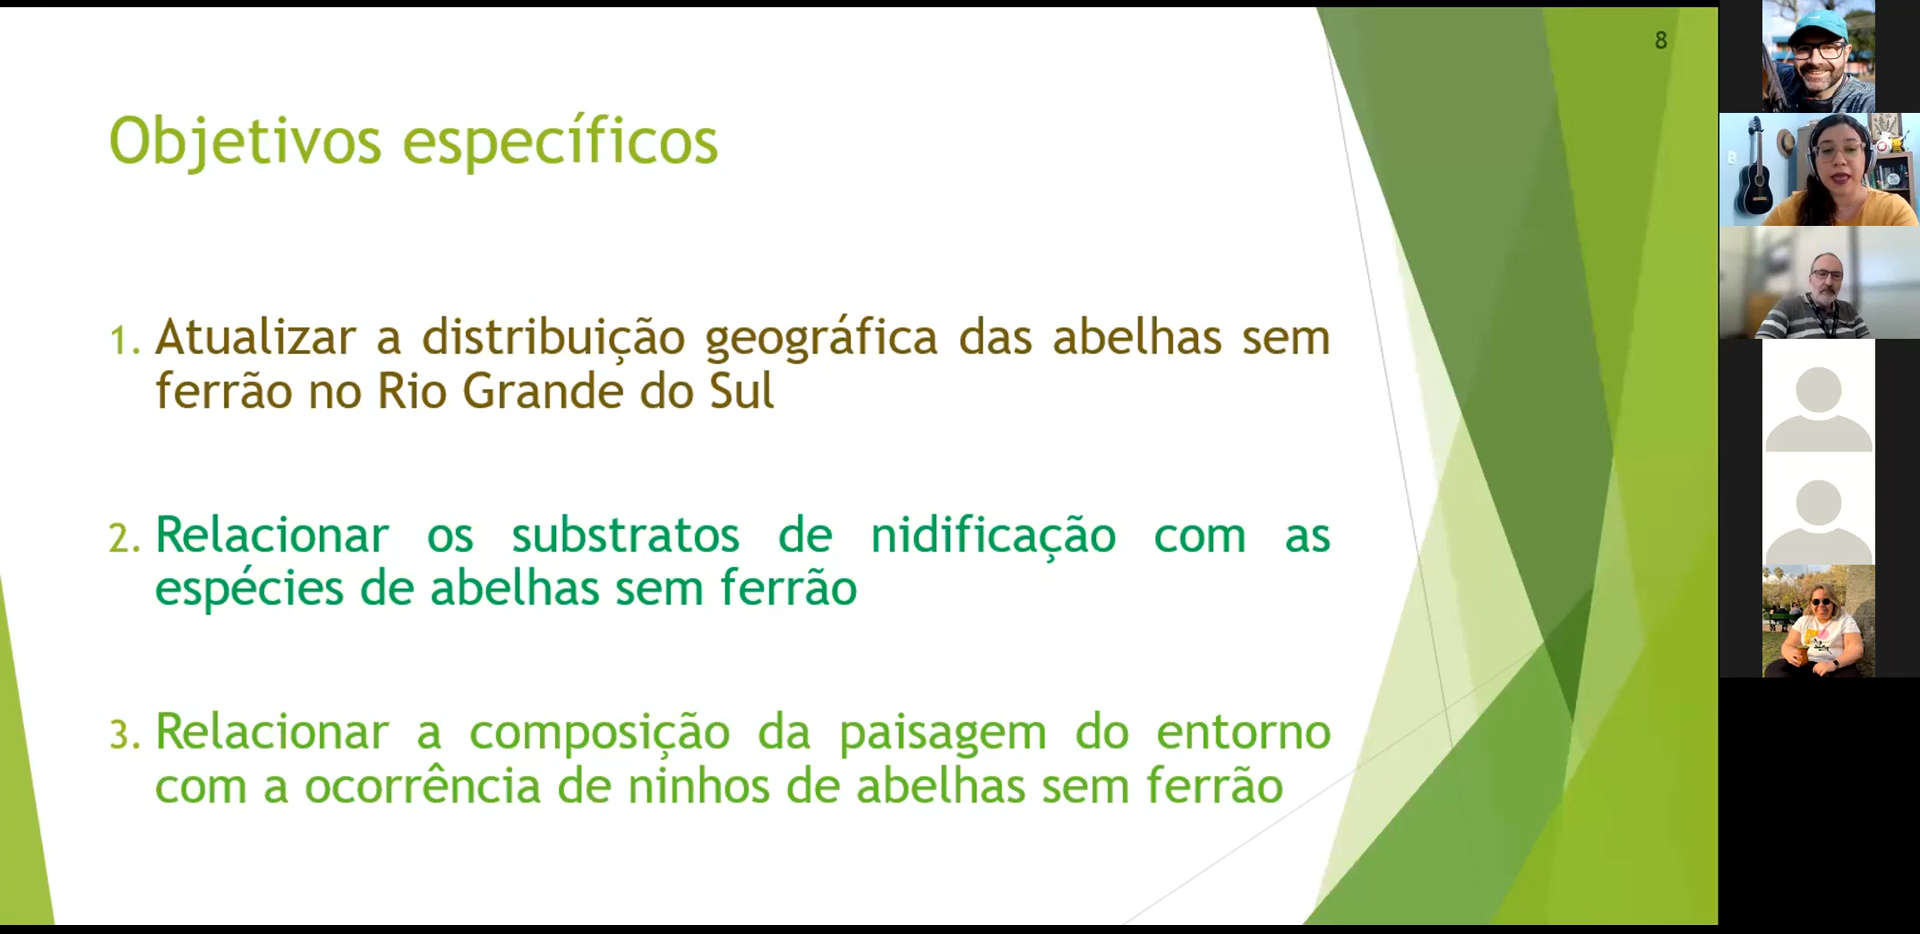 8
Objetivos específicos
1. Atualizar a distribuição geográfica das abelhas sem
ferrão no Rio Grande do Sul
2. Relacionar os substratos de nidificação com as
espécies de abelhas sem ferrão
3. Relacionar a composição da paisagem do entorno
com a ocorrência de ninhos de abelhas sem ferrão